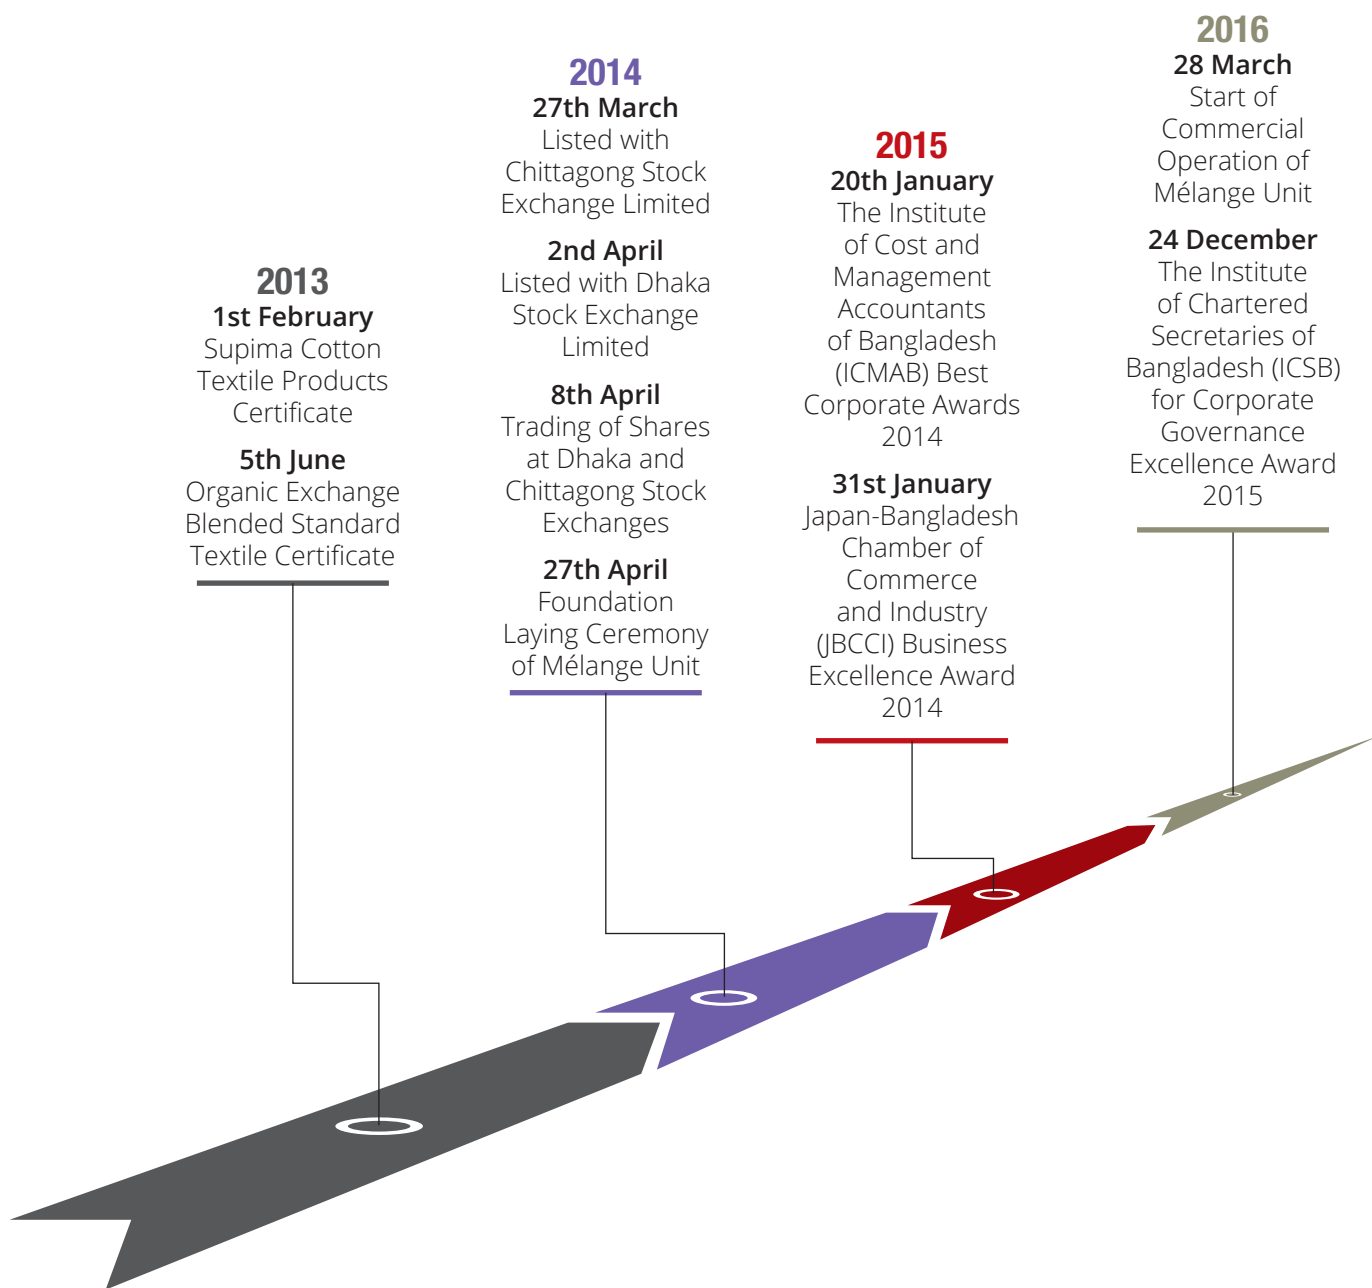 2013
1st February
Supima Cotton
Textile Products
Certificate
5th June
Organic Exchange
Blended Standard
Textile Certificate
2014
27th March
Listed with
Chittagong Stock
Exchange Limited
2nd April
Listed with Dhaka
Stock Exchange
Limited
8th April
Trading of Shares
at Dhaka and
Chittagong Stock
Exchanges
27th April
Foundation
Laying Ceremony
of Mélange Unit
2015
20th January
The Institute
of Cost and
Management
Accountants
of Bangladesh
(ICMAB) Best
Corporate Awards
2014
31st January
Japan-Bangladesh
Chamber of
Commerce
and Industry
(JBCCI) Business
Excellence Award
2014
2016
28 March
Start of
Commercial
Operation of
Mélange Unit
24 December
The Institute
of Chartered
Secretaries of
Bangladesh (ICSB)
for Corporate
Governance
Excellence Award
2015